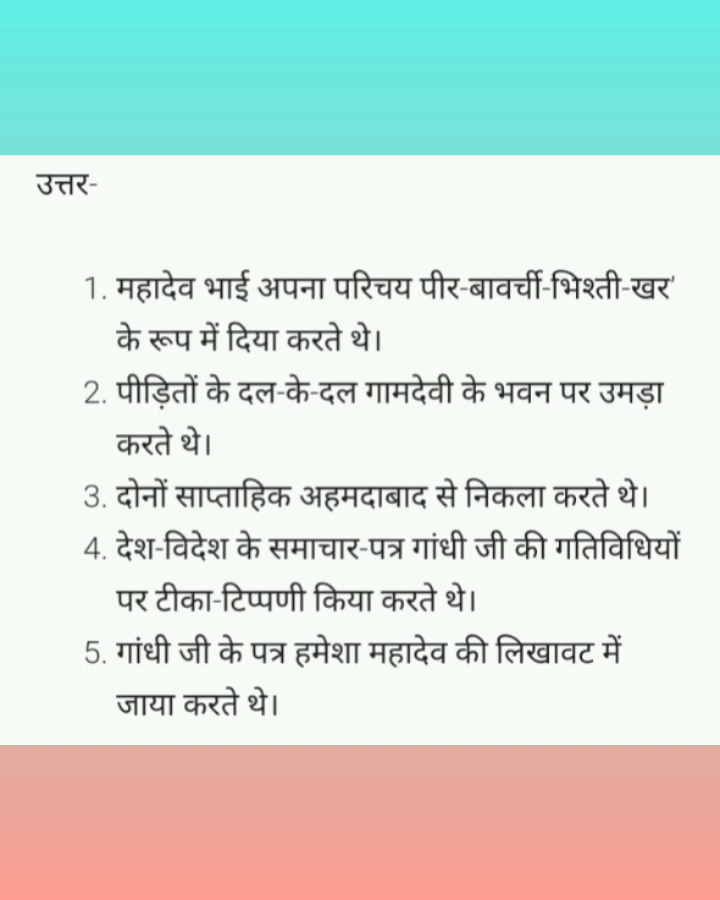 उत्तर-
1. महादेव भाई अपना परिचय पीर-बावर्ची-भिश्ती-खर'
के रूप में दिया करते थे।
2. पीड़ितों के दल-के-दल गामदेवी के भवन पर उमड़ा
करते थे।
3. दोनों साप्ताहिक अहमदाबाद से निकला करते थे।
4. देश-विदेश के समाचार-पत्र गांधी जी की गतिविधियों
पर टीका-टिप्पणी किया करते थे।
5. गांधी जी के पत्र हमेशा महादेव की लिखावट में
जाया करते थे।